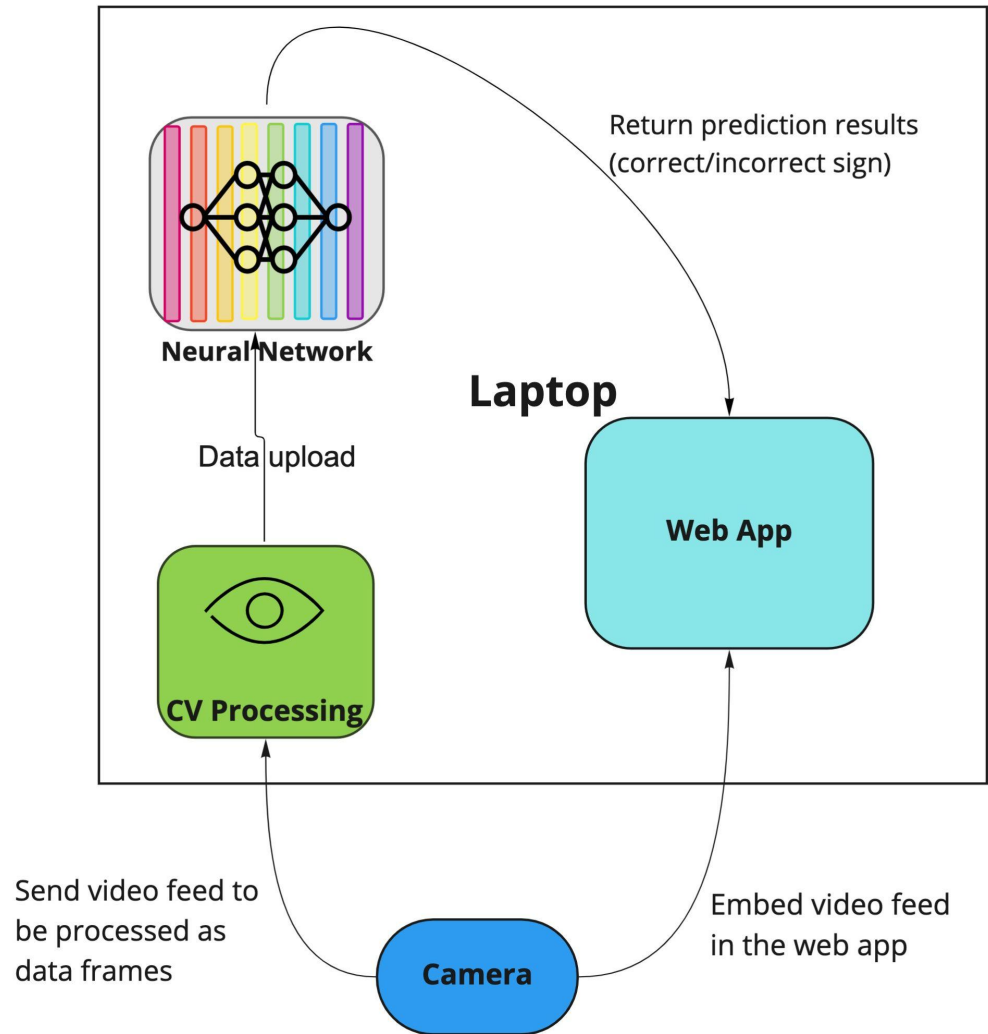 Return prediction results
(correct/incorrect sign)
Neural Network
Laptop
Data upload
Web App
CV Processing
Send video feed to
be processed as
data frames
Embed video feed
in the web app
Camera